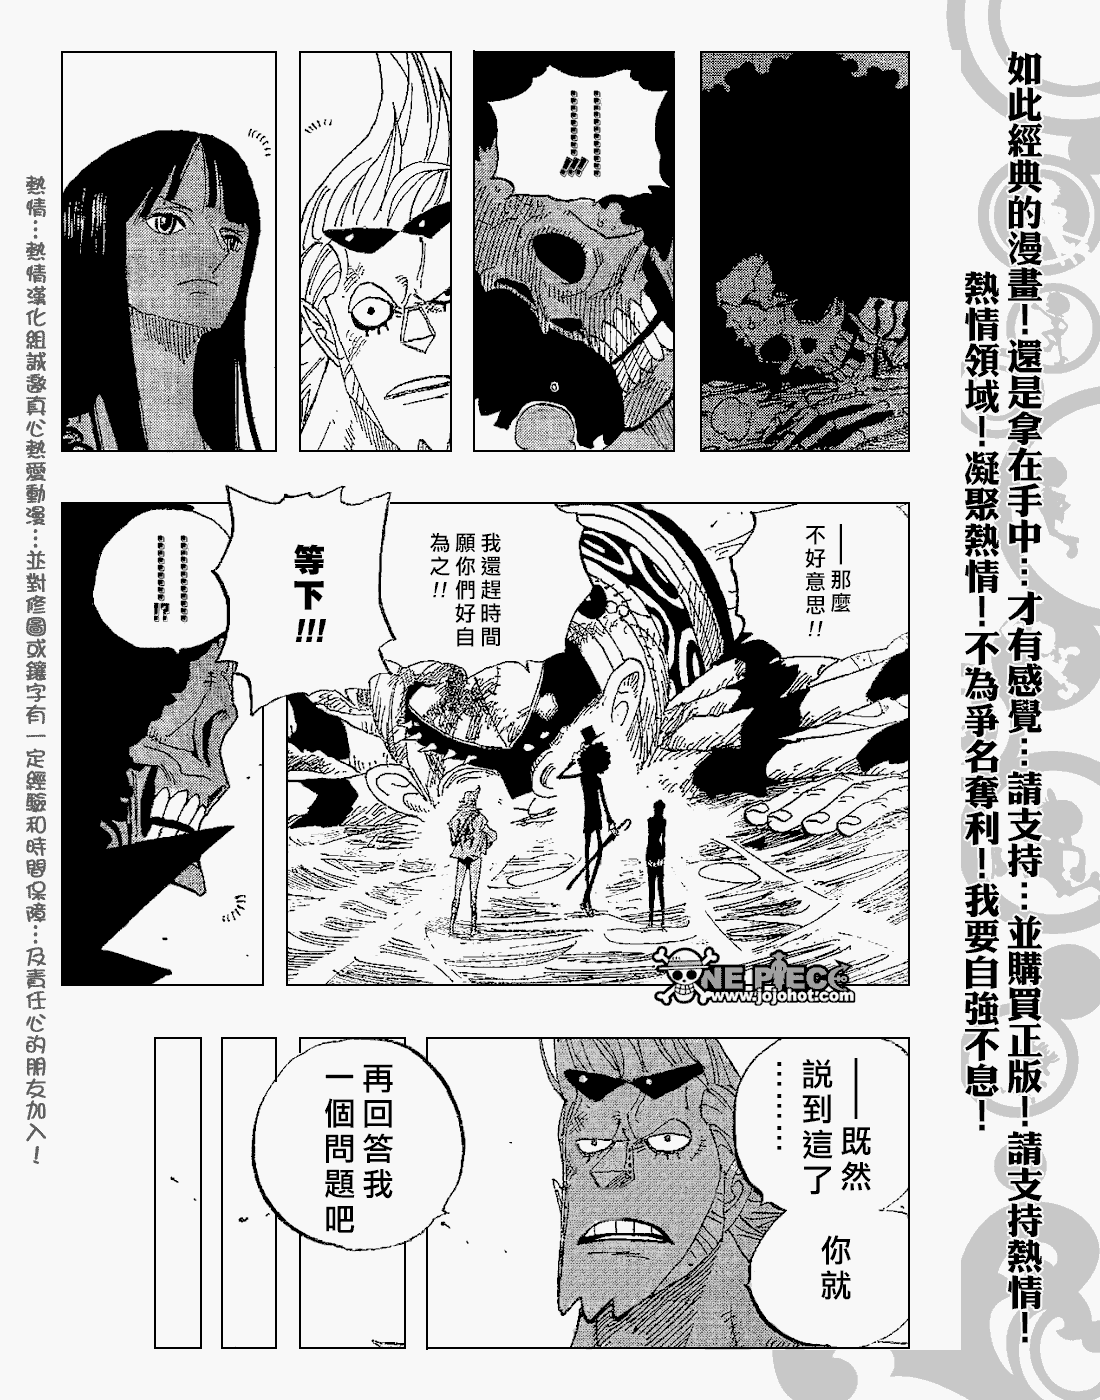 如此經典的漫畫！還是拿在手中…才有感覺…請支持…並購買正版！請支持熱情！
熱情領域！凝聚熱情！不為爭名奪利！我要自強不息！
………………!!!
——那麼
不好意思!!
我還趕時間
願你們好自
為之!!
等下!!!
………………!?
ONE PIECE
www.jojohot.com
——既然
説到這了
………
你就
再回答我
一個問題吧
熱情…熱情漢化組誠邀真心熱愛動漫…並對修圖或鑲字有一定經驗和時間保障…及責任心的朋友加入！